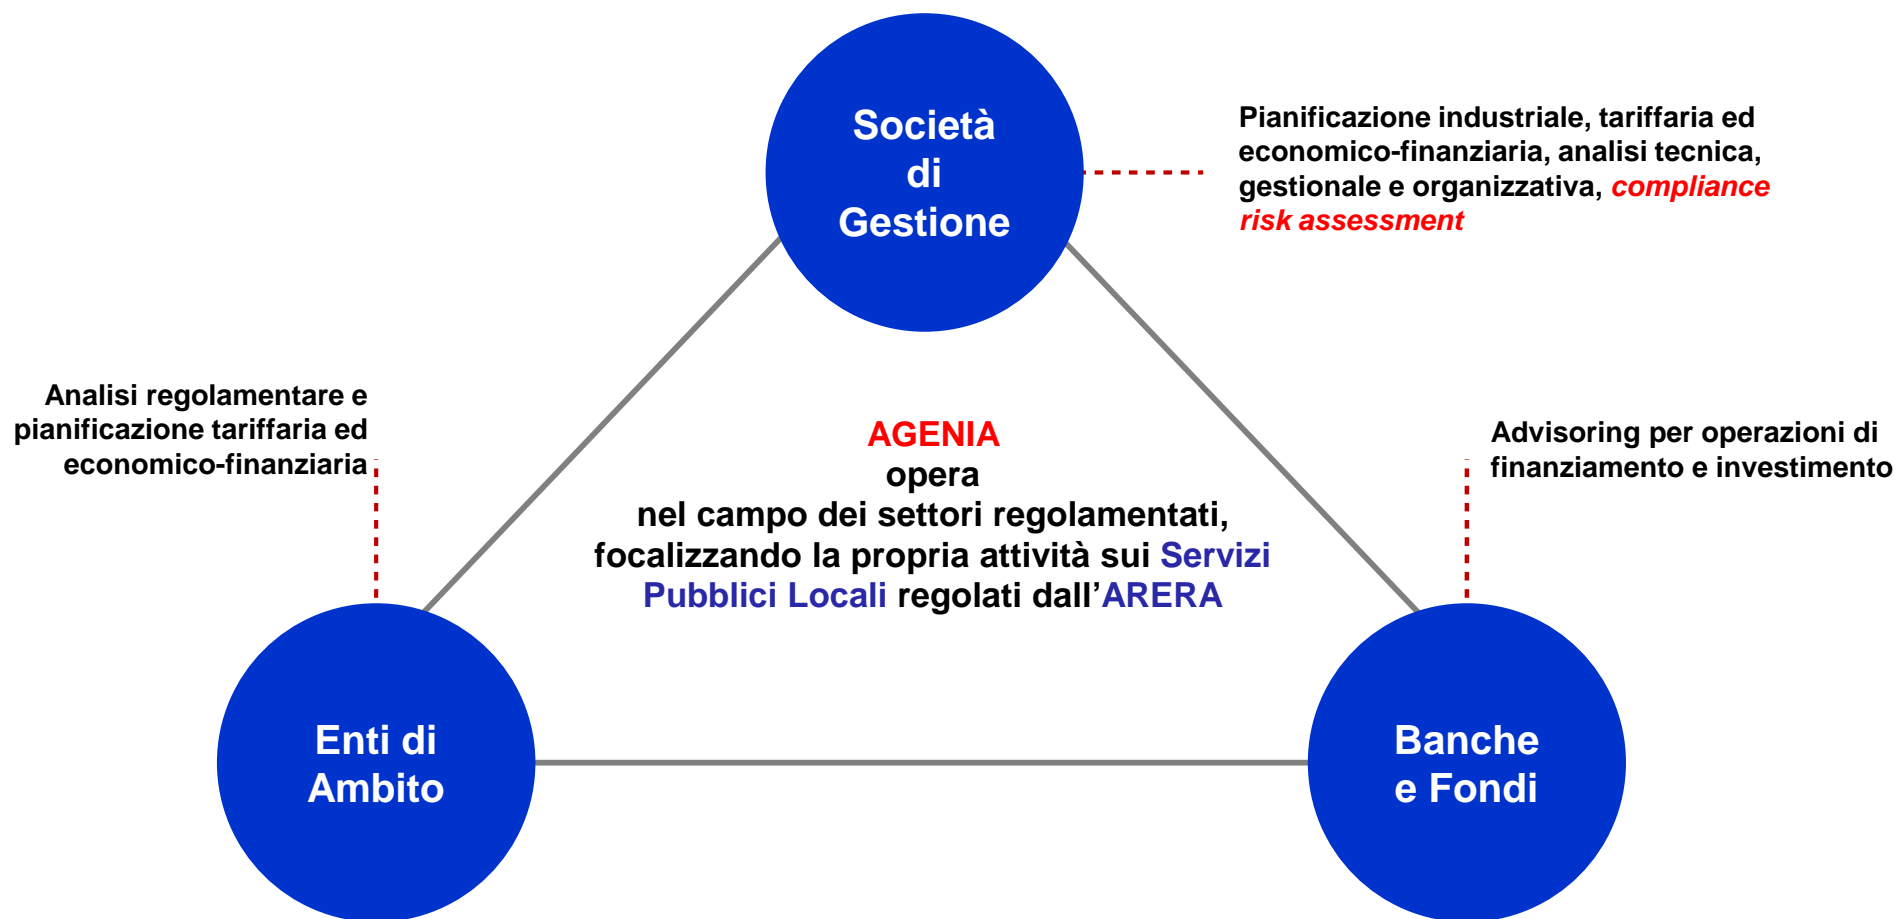 Società
di
Gestione
Pianificazione industriale, tariffaria ed
economico-finanziaria, analisi tecnica,
gestionale e organizzativa, compliance
risk assessment
Analisi regolamentare e
pianificazione tariffaria ed
economico-finanziaria
AGENIA
opera
nel campo dei settori regolamentati,
focalizzando la propria attività sui Servizi
Pubblici Locali regolati dall’ARERA
Advisoring per operazioni di
finanziamento e investimento
Enti di
Ambito
Banche
e Fondi